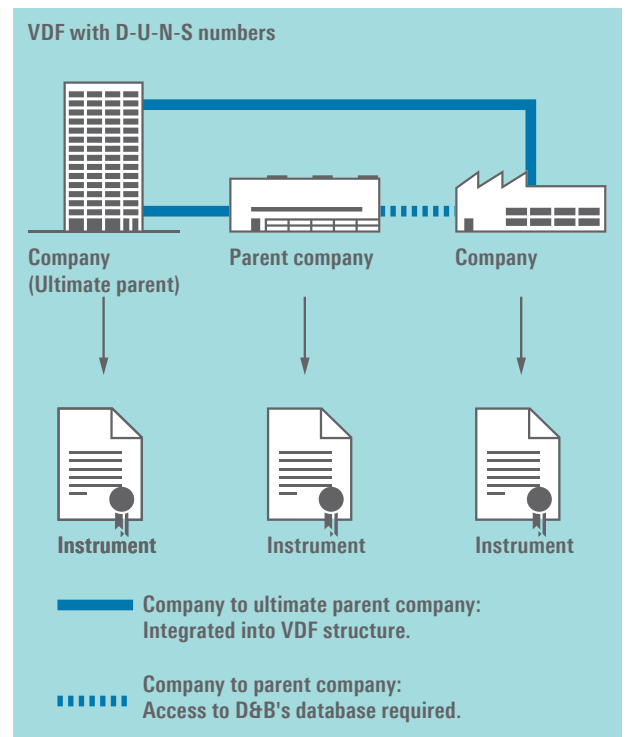 VDF with D-U-N-S numbers
Company
(Ultimate parent)
Parent company
Company
Instrument
Instrument
Instrument
Company to ultimate parent company:
Integrated into VDF structure.
Company to parent company:
Access to D&B's database required.